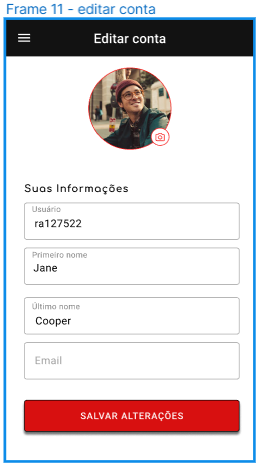 Frame 11 - editar conta
Editar conta
Suas Informações
Usuário
ra127522
Primeiro nome
Jane
Último nome
Cooper
Email
SALVAR ALTERAÇÕES